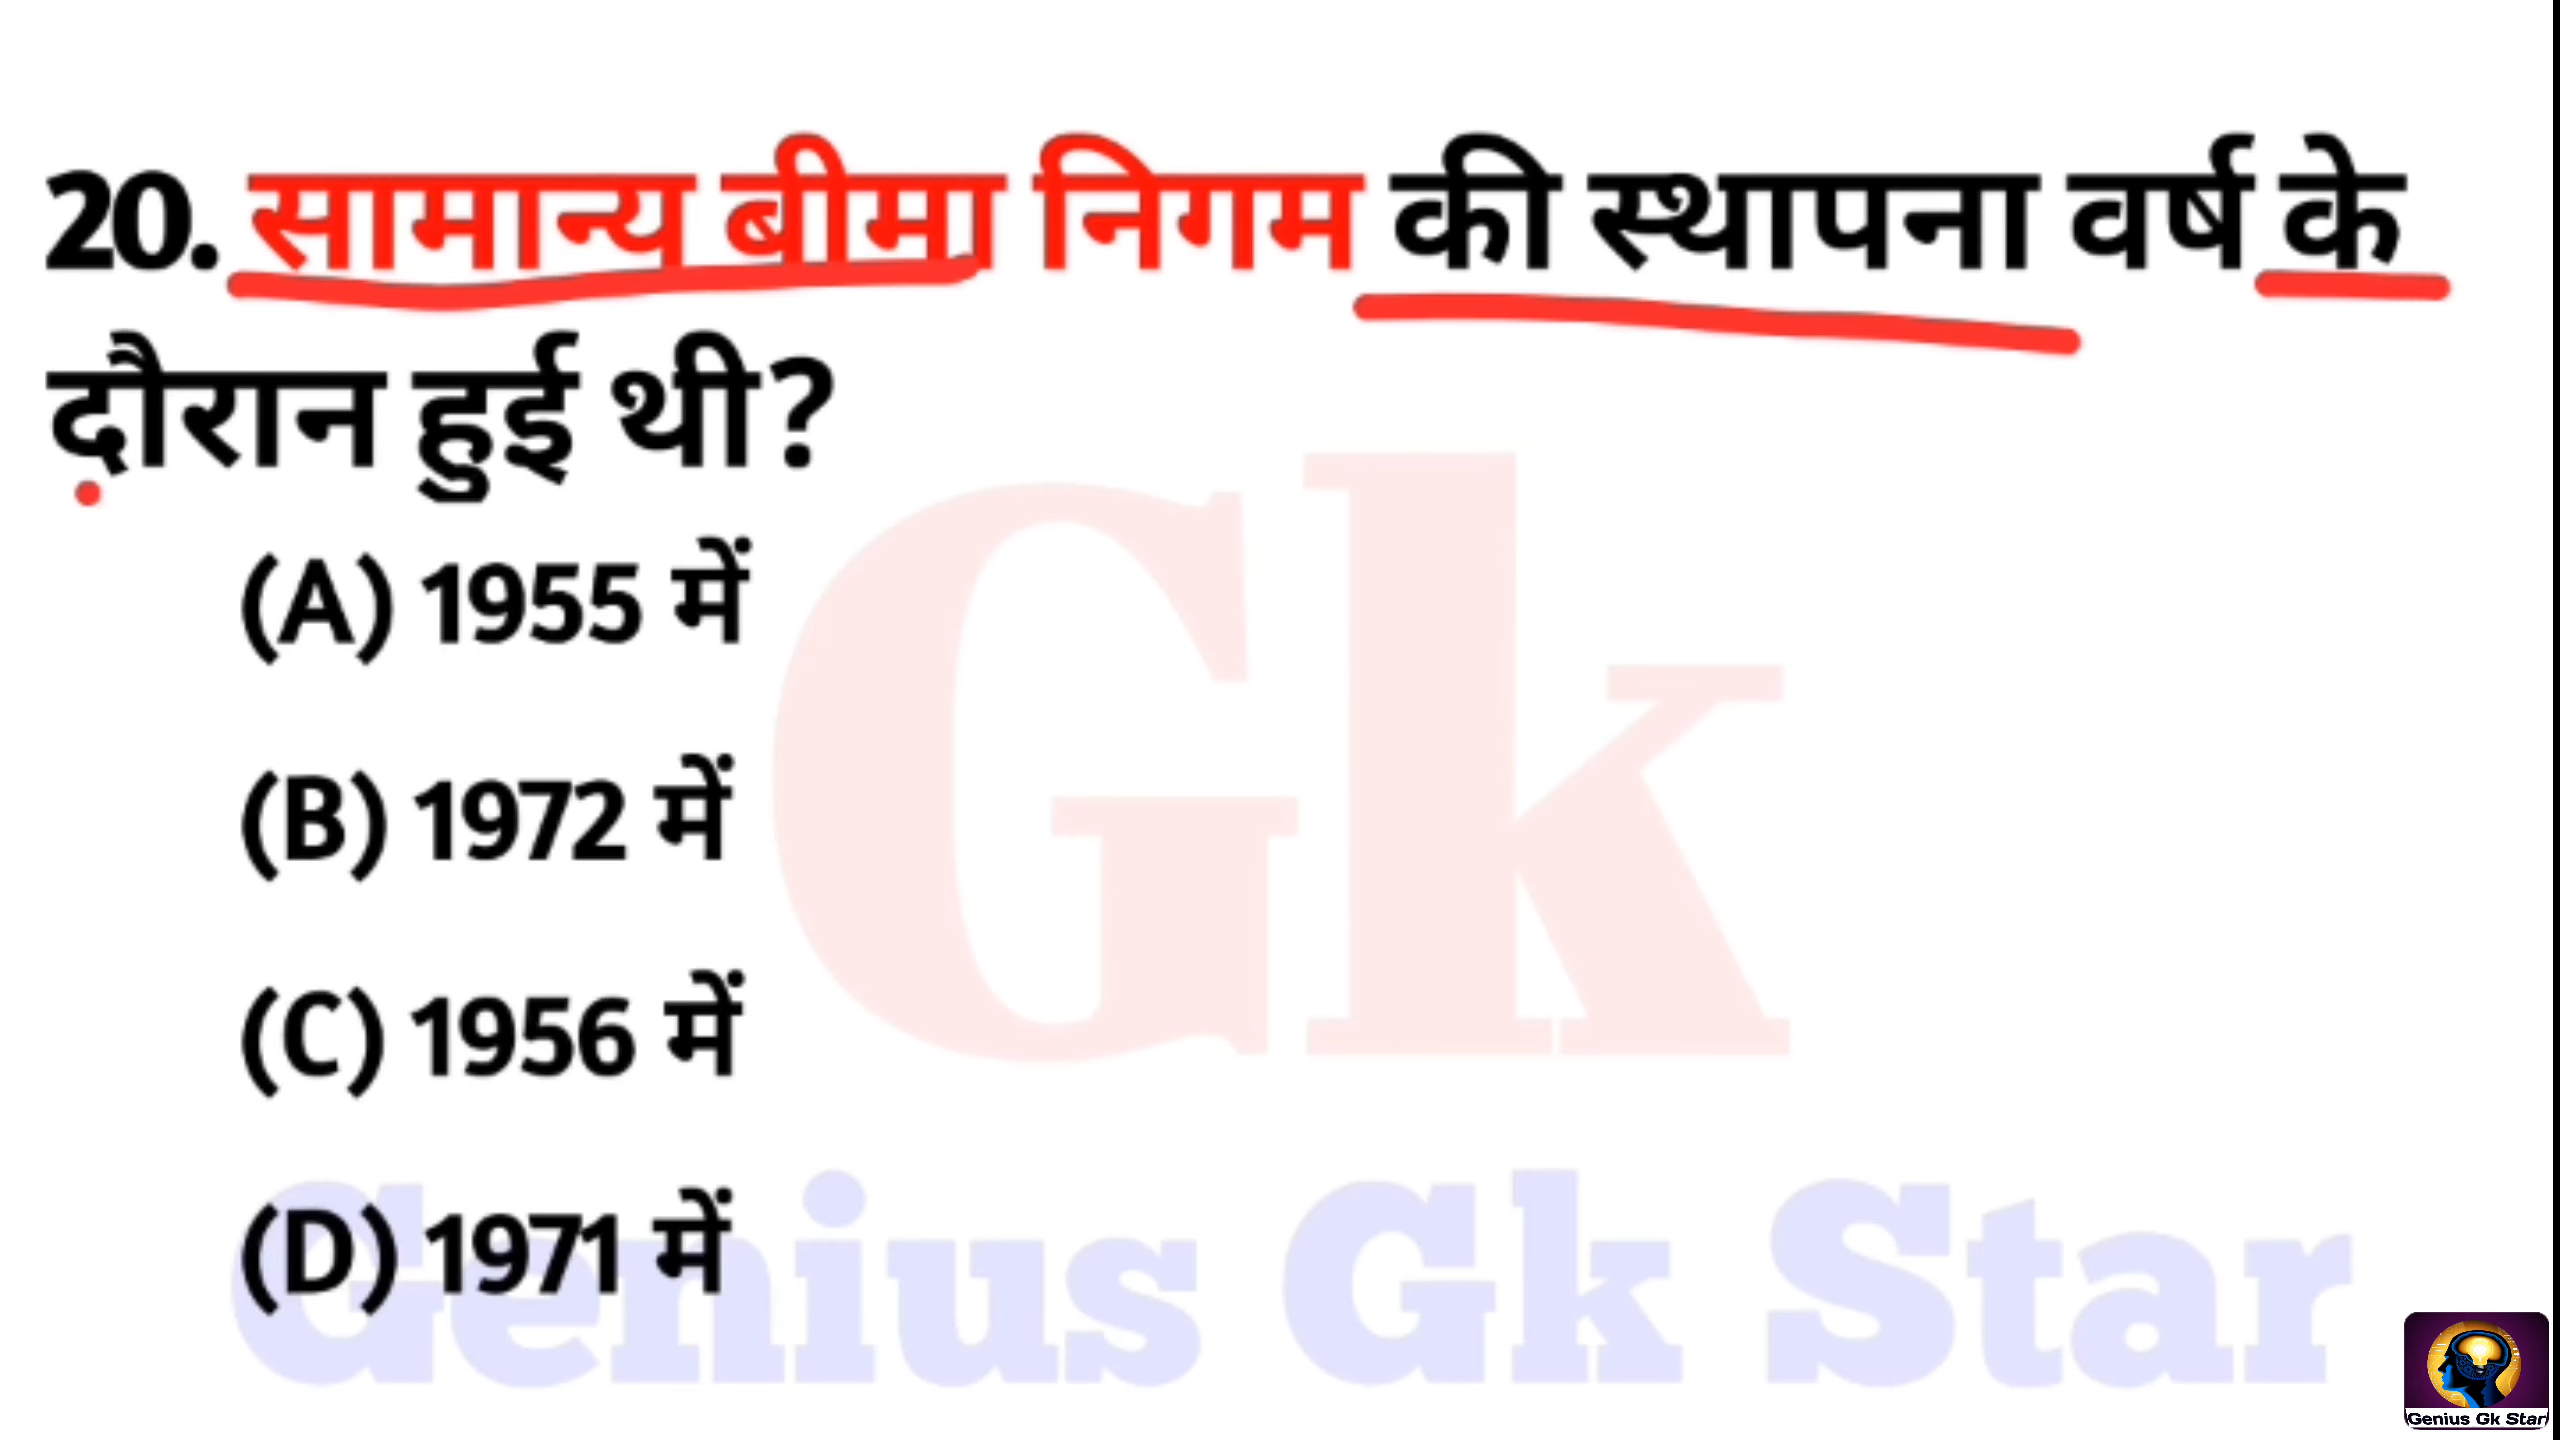 20. सामान्य बीमा निगम की स्थापना वर्ष के
दौरान हुई थी?
(A) 1955 में
(B) 1972 में
(C) 1956 में
(D) 1971 में
Gk
Genius Gk Star
Genius Gk Star